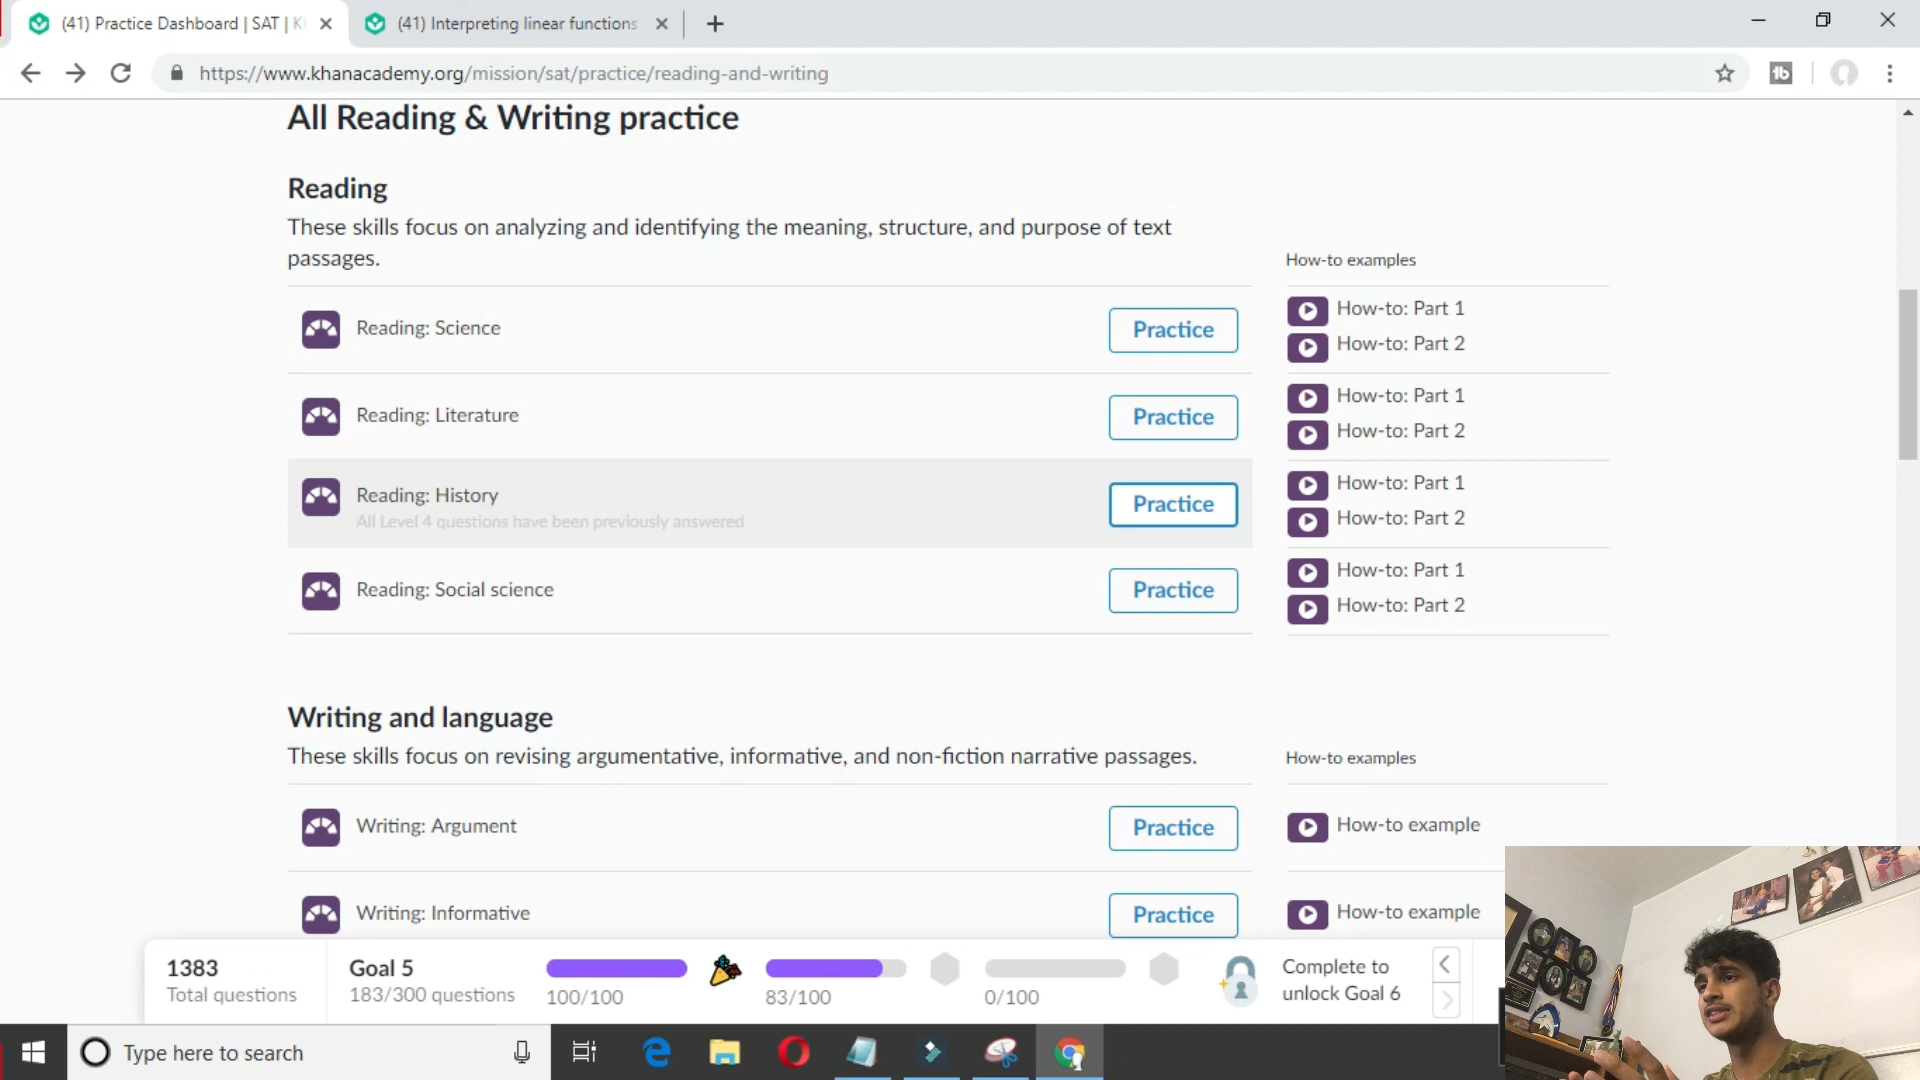 (41) Practice Dashboard | SAT | K
(41) Interpreting linear functions
https://www.khanacademy.org/mission/sat/practice/reading-and-writing
All Reading & Writing practice
Reading
These skills focus on analyzing and identifying the meaning, structure, and purpose of text
passages.
How-to examples
Reading: Science
Practice
How-to: Part 1
How-to: Part 2
Reading: Literature
Practice
How-to: Part 1
How-to: Part 2
Reading: History
All Level 4 questions have been previously answered
Practice
How-to: Part 1
How-to: Part 2
Reading: Social science
Practice
How-to: Part 1
How-to: Part 2
Writing and language
These skills focus on revising argumentative, informative, and non-fiction narrative passages.
How-to examples
Writing: Argument
Practice
How-to example
Writing: Informative
Practice
How-to example
1383
Total questions
Goal 5
183/300 questions
100/100
83/100
0/100
Complete to
unlock Goal 6
Type here to search